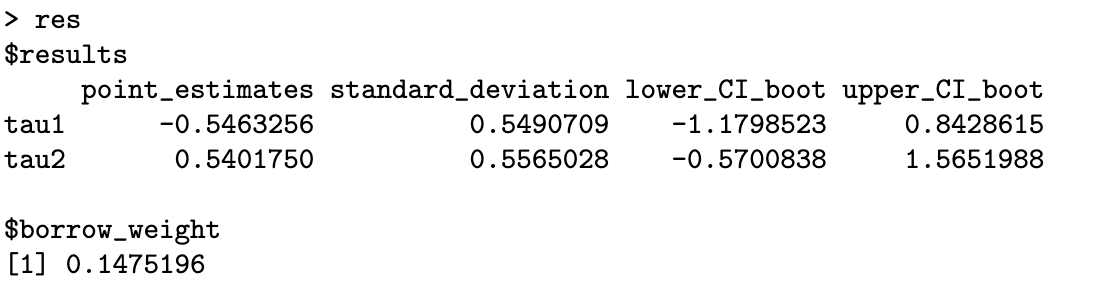 > res
$results
point_estimates standard_deviation lower_CI_boot upper_CI_boot
tau1 -0.5463256 0.5490709 -1.1798523 0.8428615
tau2 0.5401750 0.5565028 -0.5700838 1.5651988
$borrow_weight
[1] 0.1475196